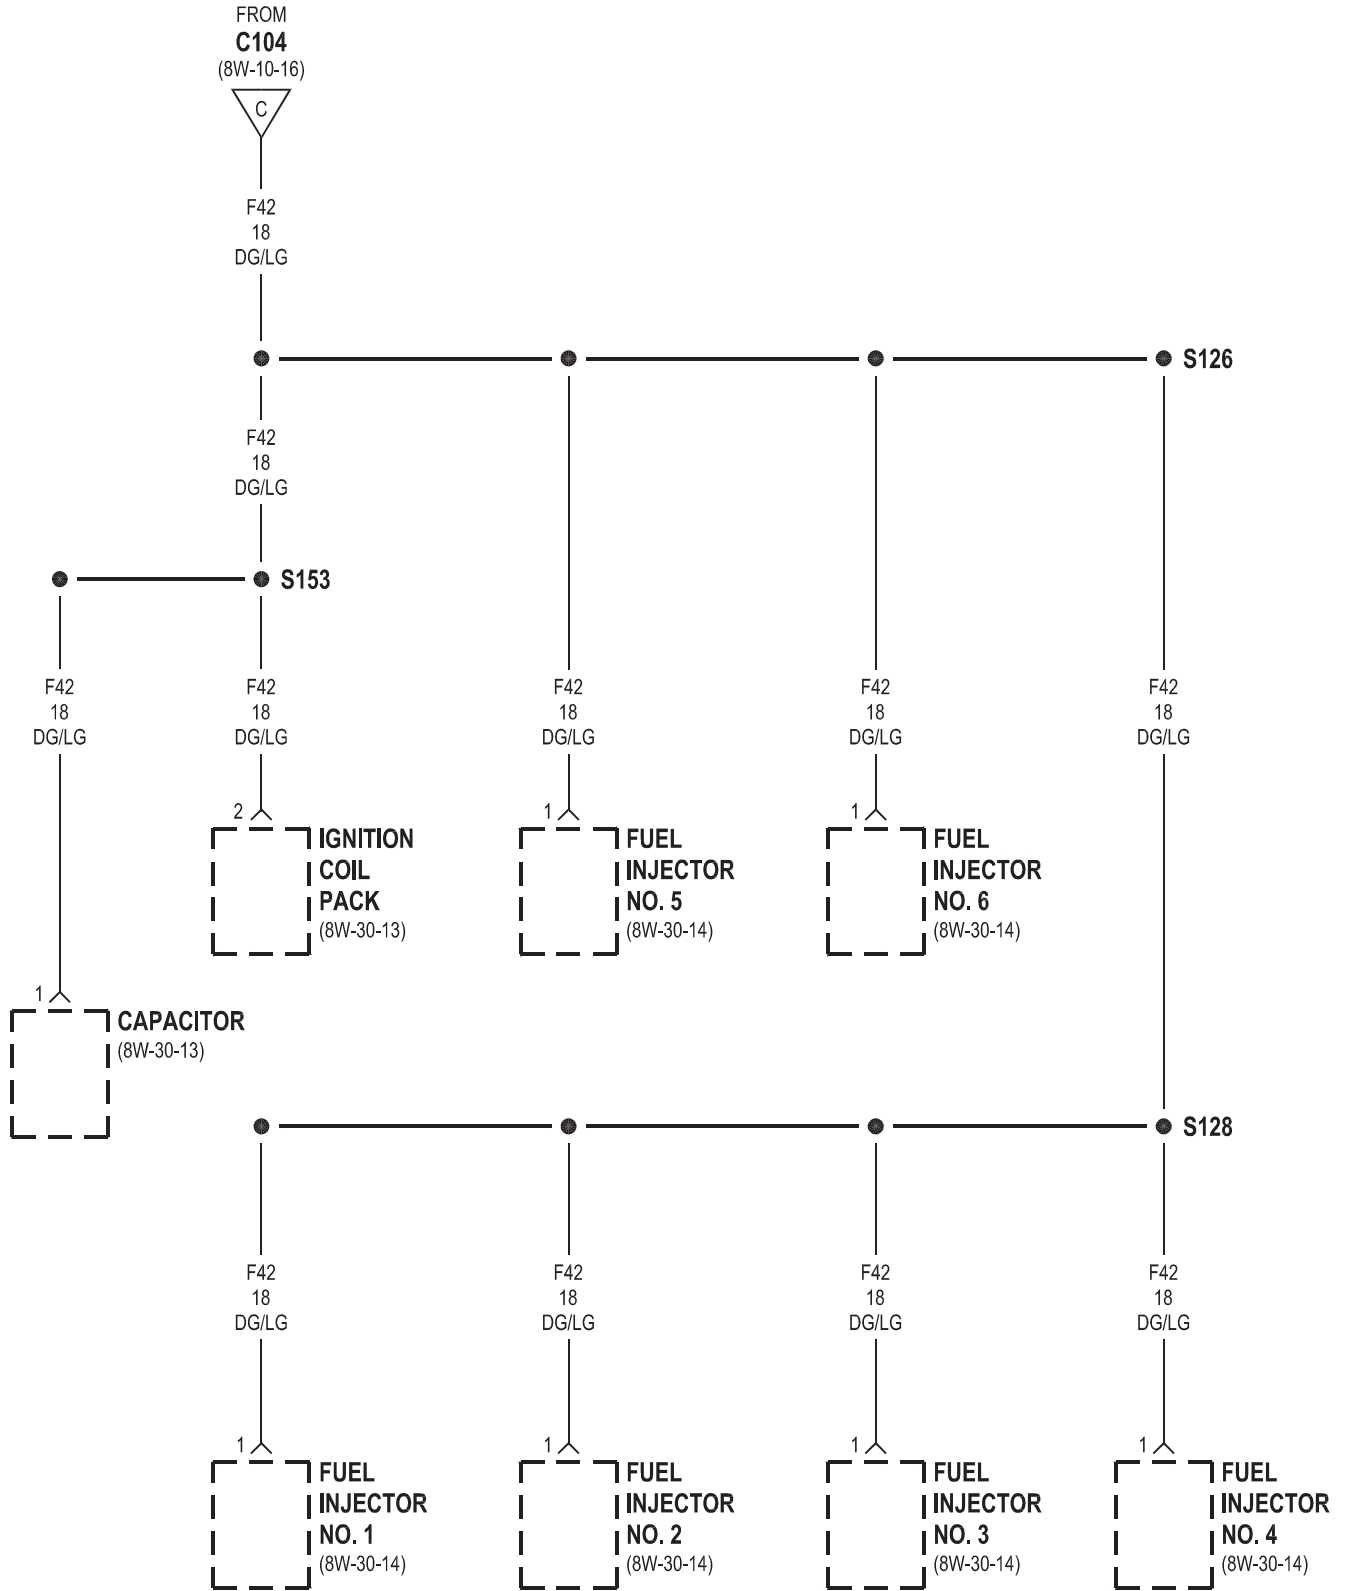 FROM
C104
(8W-10-16)
C
F42
18
DG/LG
S126
F42
18
DG/LG
S153
F42
18
DG/LG
F42
18
DG/LG
F42
18
DG/LG
F42
18
DG/LG
F42
18
DG/LG
2
IGNITION
COIL
PACK
(8W-30-13)
1
FUEL
INJECTOR
NO. 5
(8W-30-14)
1
FUEL
INJECTOR
NO. 6
(8W-30-14)
1
CAPACITOR
(8W-30-13)
S128
F42
18
DG/LG
F42
18
DG/LG
F42
18
DG/LG
F42
18
DG/LG
1
FUEL
INJECTOR
NO. 1
(8W-30-14)
1
FUEL
INJECTOR
NO. 2
(8W-30-14)
1
FUEL
INJECTOR
NO. 3
(8W-30-14)
1
FUEL
INJECTOR
NO. 4
(8W-30-14)